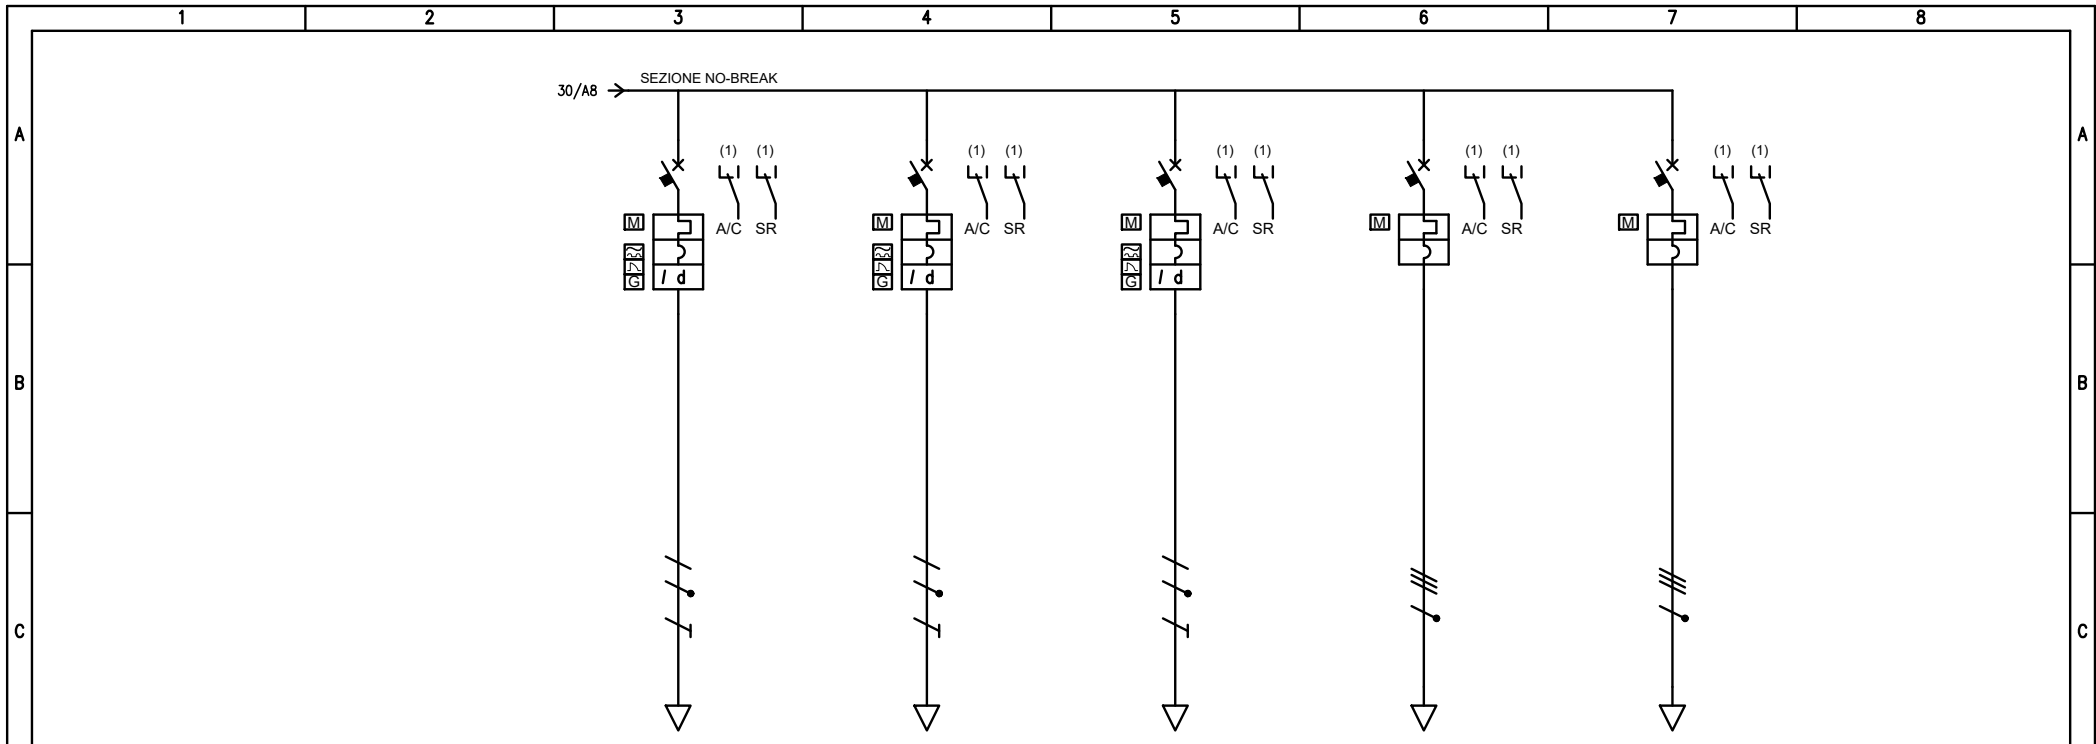 1 2 3 4 5 6 7 8
SEZIONE NO-BREAK
30/A8
A A
(1) (1) (1) (1) (1) (1) (1) (1) (1) (1)
M A/C SR M A/C SR M A/C SR M A/C SR M A/C SR
G I d G I d G I d
B B
C C